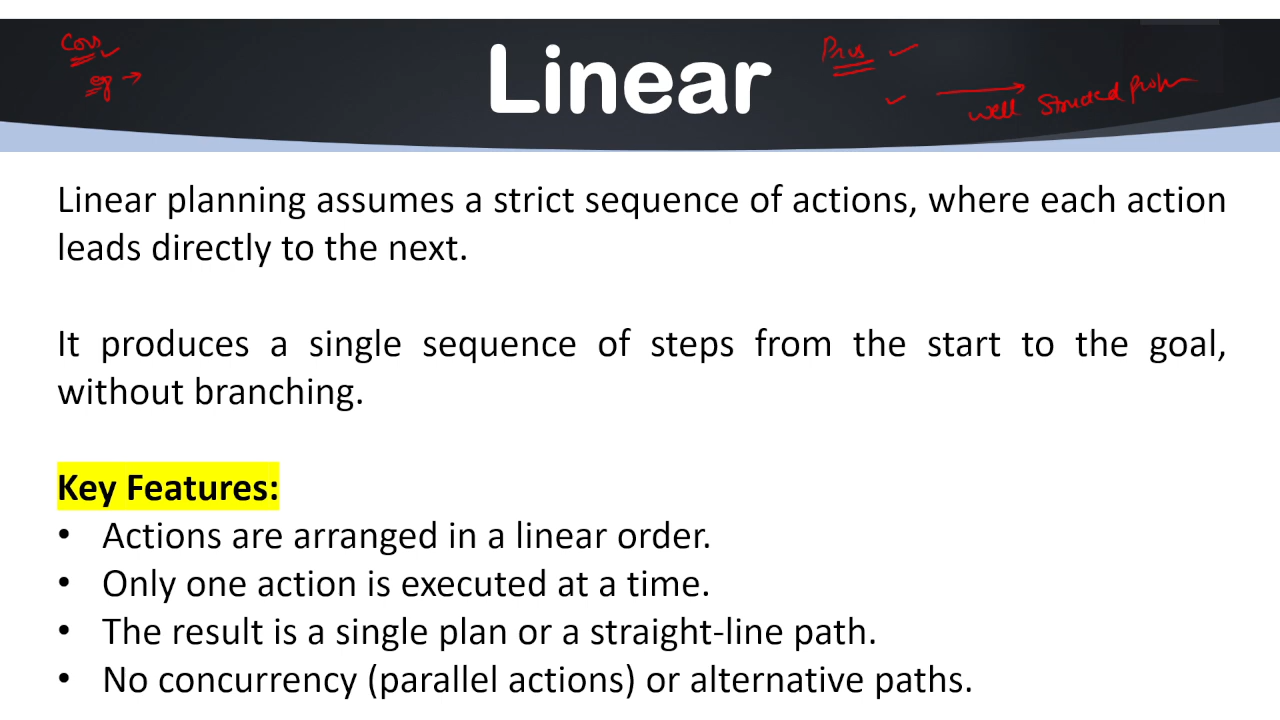 Cons
eg →
Linear
Pros
well
Linear planning assumes a strict sequence of actions, where each action
leads directly to the next.
It produces a single sequence of steps from the start to the goal,
without branching.
Key Features:
• Actions are arranged in a linear order.
• Only one action is executed at a time.
• The result is a single plan or a straight-line path.
• No concurrency (parallel actions) or alternative paths.